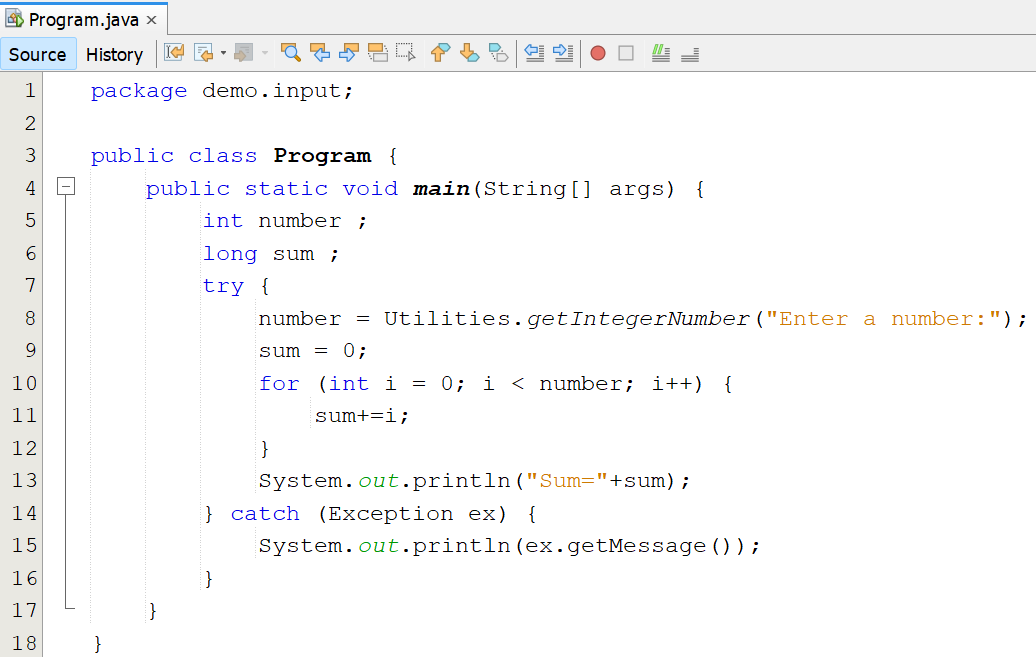 Program.java
Source History
1 package demo.input;
2
3 public class Program {
4 public static void main(String[] args) {
5 int number ;
6 long sum ;
7 try {
8 number = Utilities.getIntegerNumber("Enter a number:");
9 sum = 0;
10 for (int i = 0; i < number; i++) {
11 sum+=i;
12 }
13 System.out.println("Sum="+sum);
14 } catch (Exception ex) {
15 System.out.println(ex.getMessage());
16 }
17 }
18 }